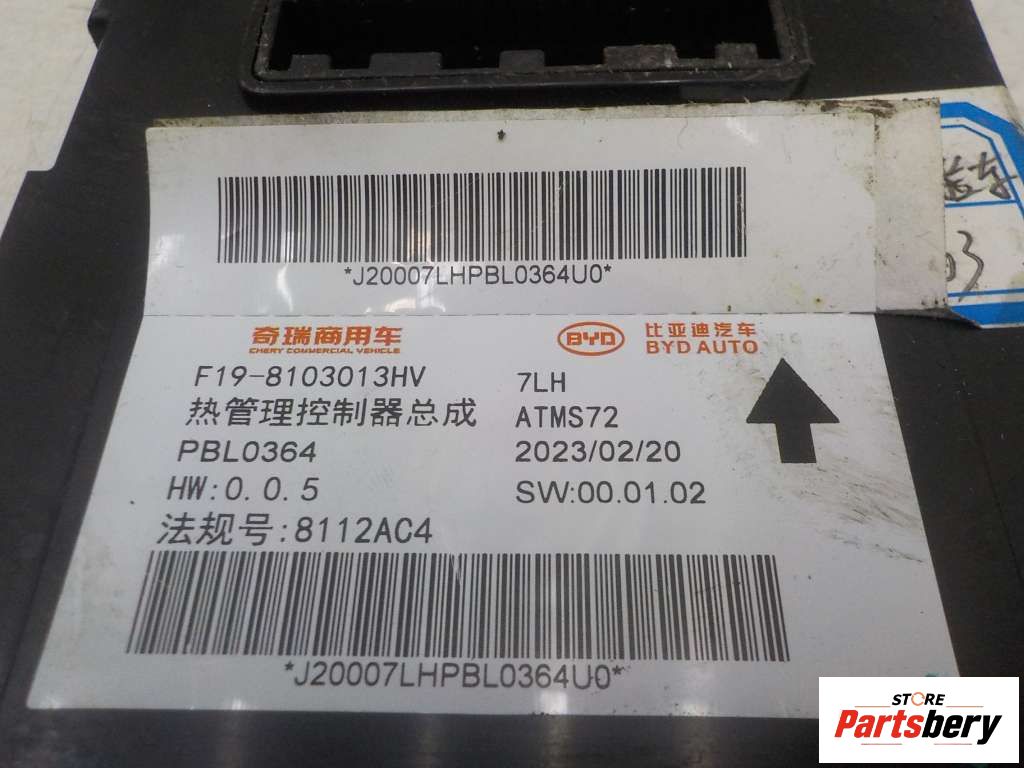 *J20007LHPBL0364U0*
奇瑞商用车
CHERY COMMERCIAL VEHICLE
BYD
比亚迪汽车
BYD AUTO
F19-8103013HV
7LH
热管理控制器总成
ATMS72
PBL0364
2023/02/20
HW:0.0.5
SW:00.01.02
法规号:8112AC4
*J20007LHPBL0364U0*
STORE
Partsbery